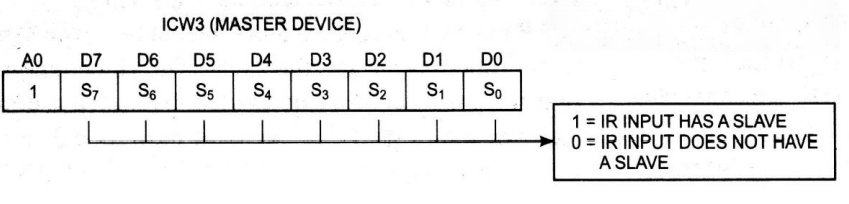 ICW3 (MASTER DEVICE)
A0 D7 D6 D5 D4 D3 D2 D1 D0
1 S₇ S₆ S₅ S₄ S₃ S₂ S₁ S₀
1 = IR INPUT HAS A SLAVE
0 = IR INPUT DOES NOT HAVE
A SLAVE